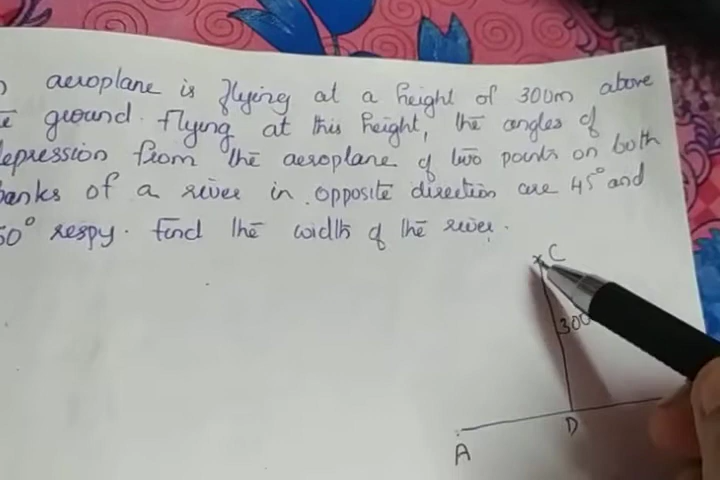 aeroplane is flying at a height of 300m above
ground. flying at this height, the angles of
depression from the aeroplane of two points on both
banks of a river in opposite direction are 45° and
60° respy. Find the width of the river.
C
300
D
A